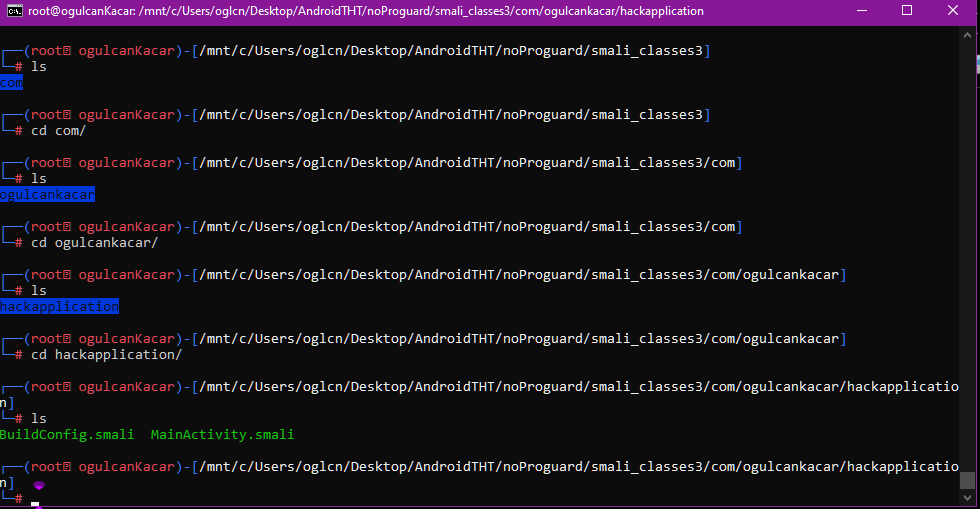 root@ogulcanKacar: /mnt/c/Users/oglcn/Desktop/AndroidTHT/noProguard/smali_classes3/com/ogulcankacar/hackapplication
┌──(root㉿ ogulcanKacar)-[/mnt/c/Users/oglcn/Desktop/AndroidTHT/noProguard/smali_classes3]
└─# ls
com
┌──(root㉿ ogulcanKacar)-[/mnt/c/Users/oglcn/Desktop/AndroidTHT/noProguard/smali_classes3]
└─# cd com/
┌──(root㉿ ogulcanKacar)-[/mnt/c/Users/oglcn/Desktop/AndroidTHT/noProguard/smali_classes3/com]
└─# ls
ogulcankacar
┌──(root㉿ ogulcanKacar)-[/mnt/c/Users/oglcn/Desktop/AndroidTHT/noProguard/smali_classes3/com]
└─# cd ogulcankacar/
┌──(root㉿ ogulcanKacar)-[/mnt/c/Users/oglcn/Desktop/AndroidTHT/noProguard/smali_classes3/com/ogulcankacar]
└─# ls
hackapplication
┌──(root㉿ ogulcanKacar)-[/mnt/c/Users/oglcn/Desktop/AndroidTHT/noProguard/smali_classes3/com/ogulcankacar]
└─# cd hackapplication/
┌──(root㉿ ogulcanKacar)-[/mnt/c/Users/oglcn/Desktop/AndroidTHT/noProguard/smali_classes3/com/ogulcankacar/hackapplicatio
n]
└─# ls
BuildConfig.smali  MainActivity.smali
┌──(root㉿ ogulcanKacar)-[/mnt/c/Users/oglcn/Desktop/AndroidTHT/noProguard/smali_classes3/com/ogulcankacar/hackapplicatio
n]
└─#